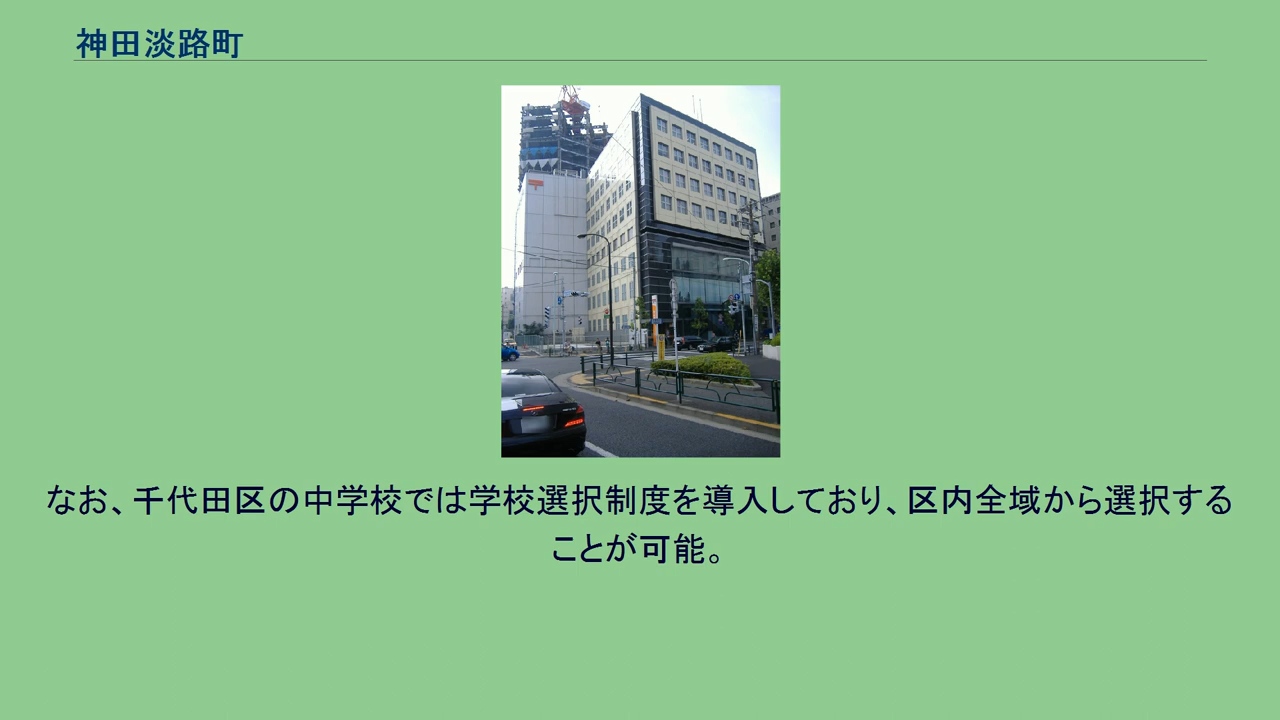 神田淡路町
なお、千代田区の中学校では学校選択制度を導入しており、区内全域から選択する
ことが可能。